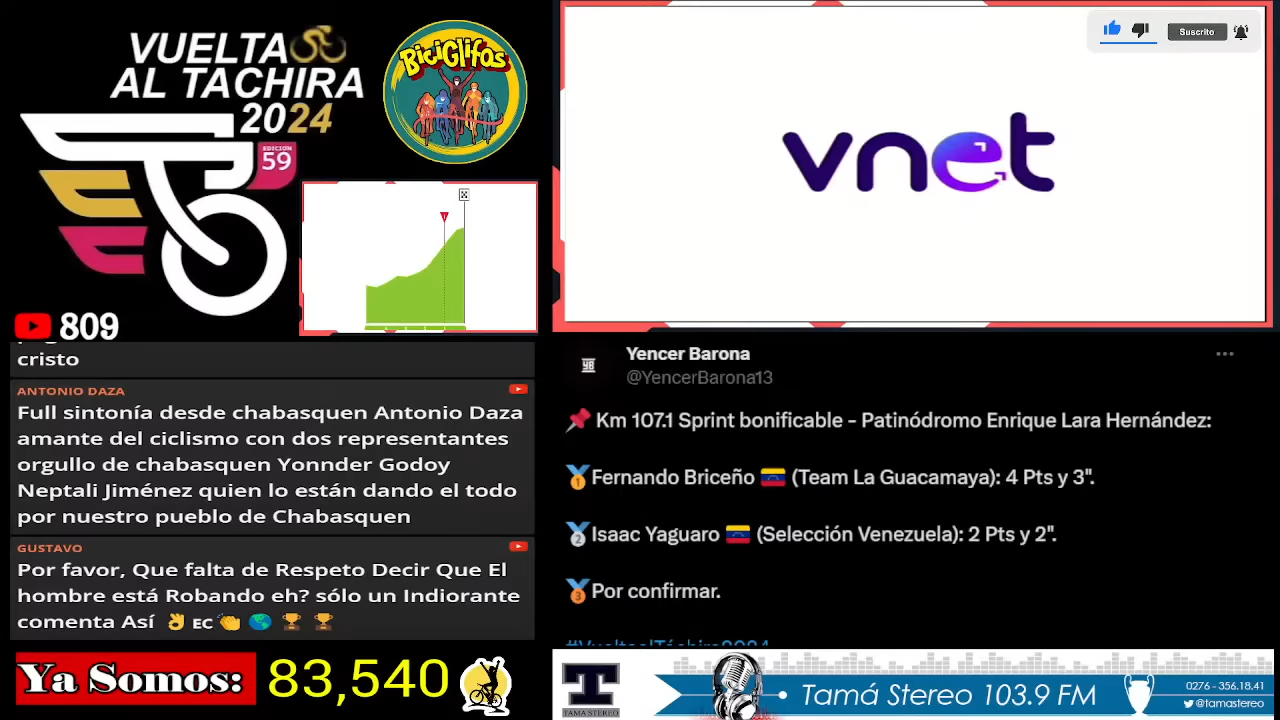 VUELTA
AL TACHIRA
2024
EDICION
59
BiciGlifos
809
cristo
ANTONIO DAZA
Full sintonía desde chabasquen Antonio Daza
amante del ciclismo con dos representantes
orgullo de chabasquen Yonnder Godoy
Nepali Jiménez quien lo están dando el todo
por nuestro pueblo de Chabasquen
GUSTAVO
Por favor, Que falta de Respeto Decir Que El
hombre está Robando eh? sólo un Indiorante
comenta Así 👌 EC 👏 🌎 🏆 🏆
Ya Somos: 83,540
Suscrito
vnet
YB
Yencer Barona
@YencerBarona13
📌 Km 107.1 Sprint bonificable - Patinódromo Enrique Lara Hernández:
🥇Fernando Briceño 🇻🇪 (Team La Guacamaya): 4 Pts y 3".
🥈Isaac Yaguaro 🇻🇪 (Selección Venezuela): 2 Pts y 2".
🥉Por confirmar.
#VueltaalTáchira2024
T
TAMA STEREO
Tamá Stereo 103.9 FM
0276 - 356.18.41
@tamastereo